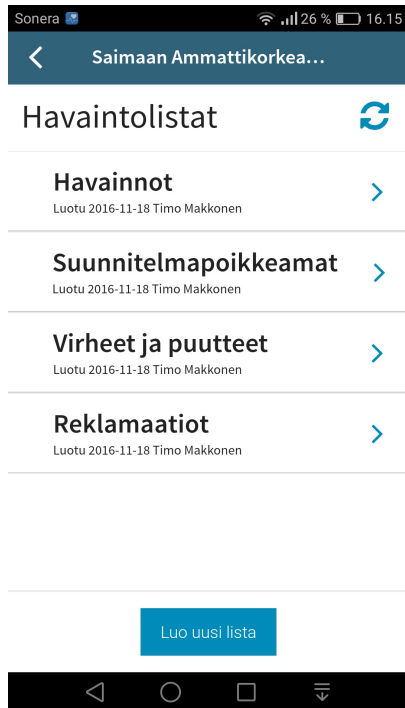 Sonera 26 % 16.15
Saimaan Ammattikorkea...
Havaintolistat
Havainnot
Luotu 2016-11-18 Timo Makkonen
Suunnitelmapoikkeamat
Luotu 2016-11-18 Timo Makkonen
Virheet ja puutteet
Luotu 2016-11-18 Timo Makkonen
Reklamaatiot
Luotu 2016-11-18 Timo Makkonen
Luo uusi lista